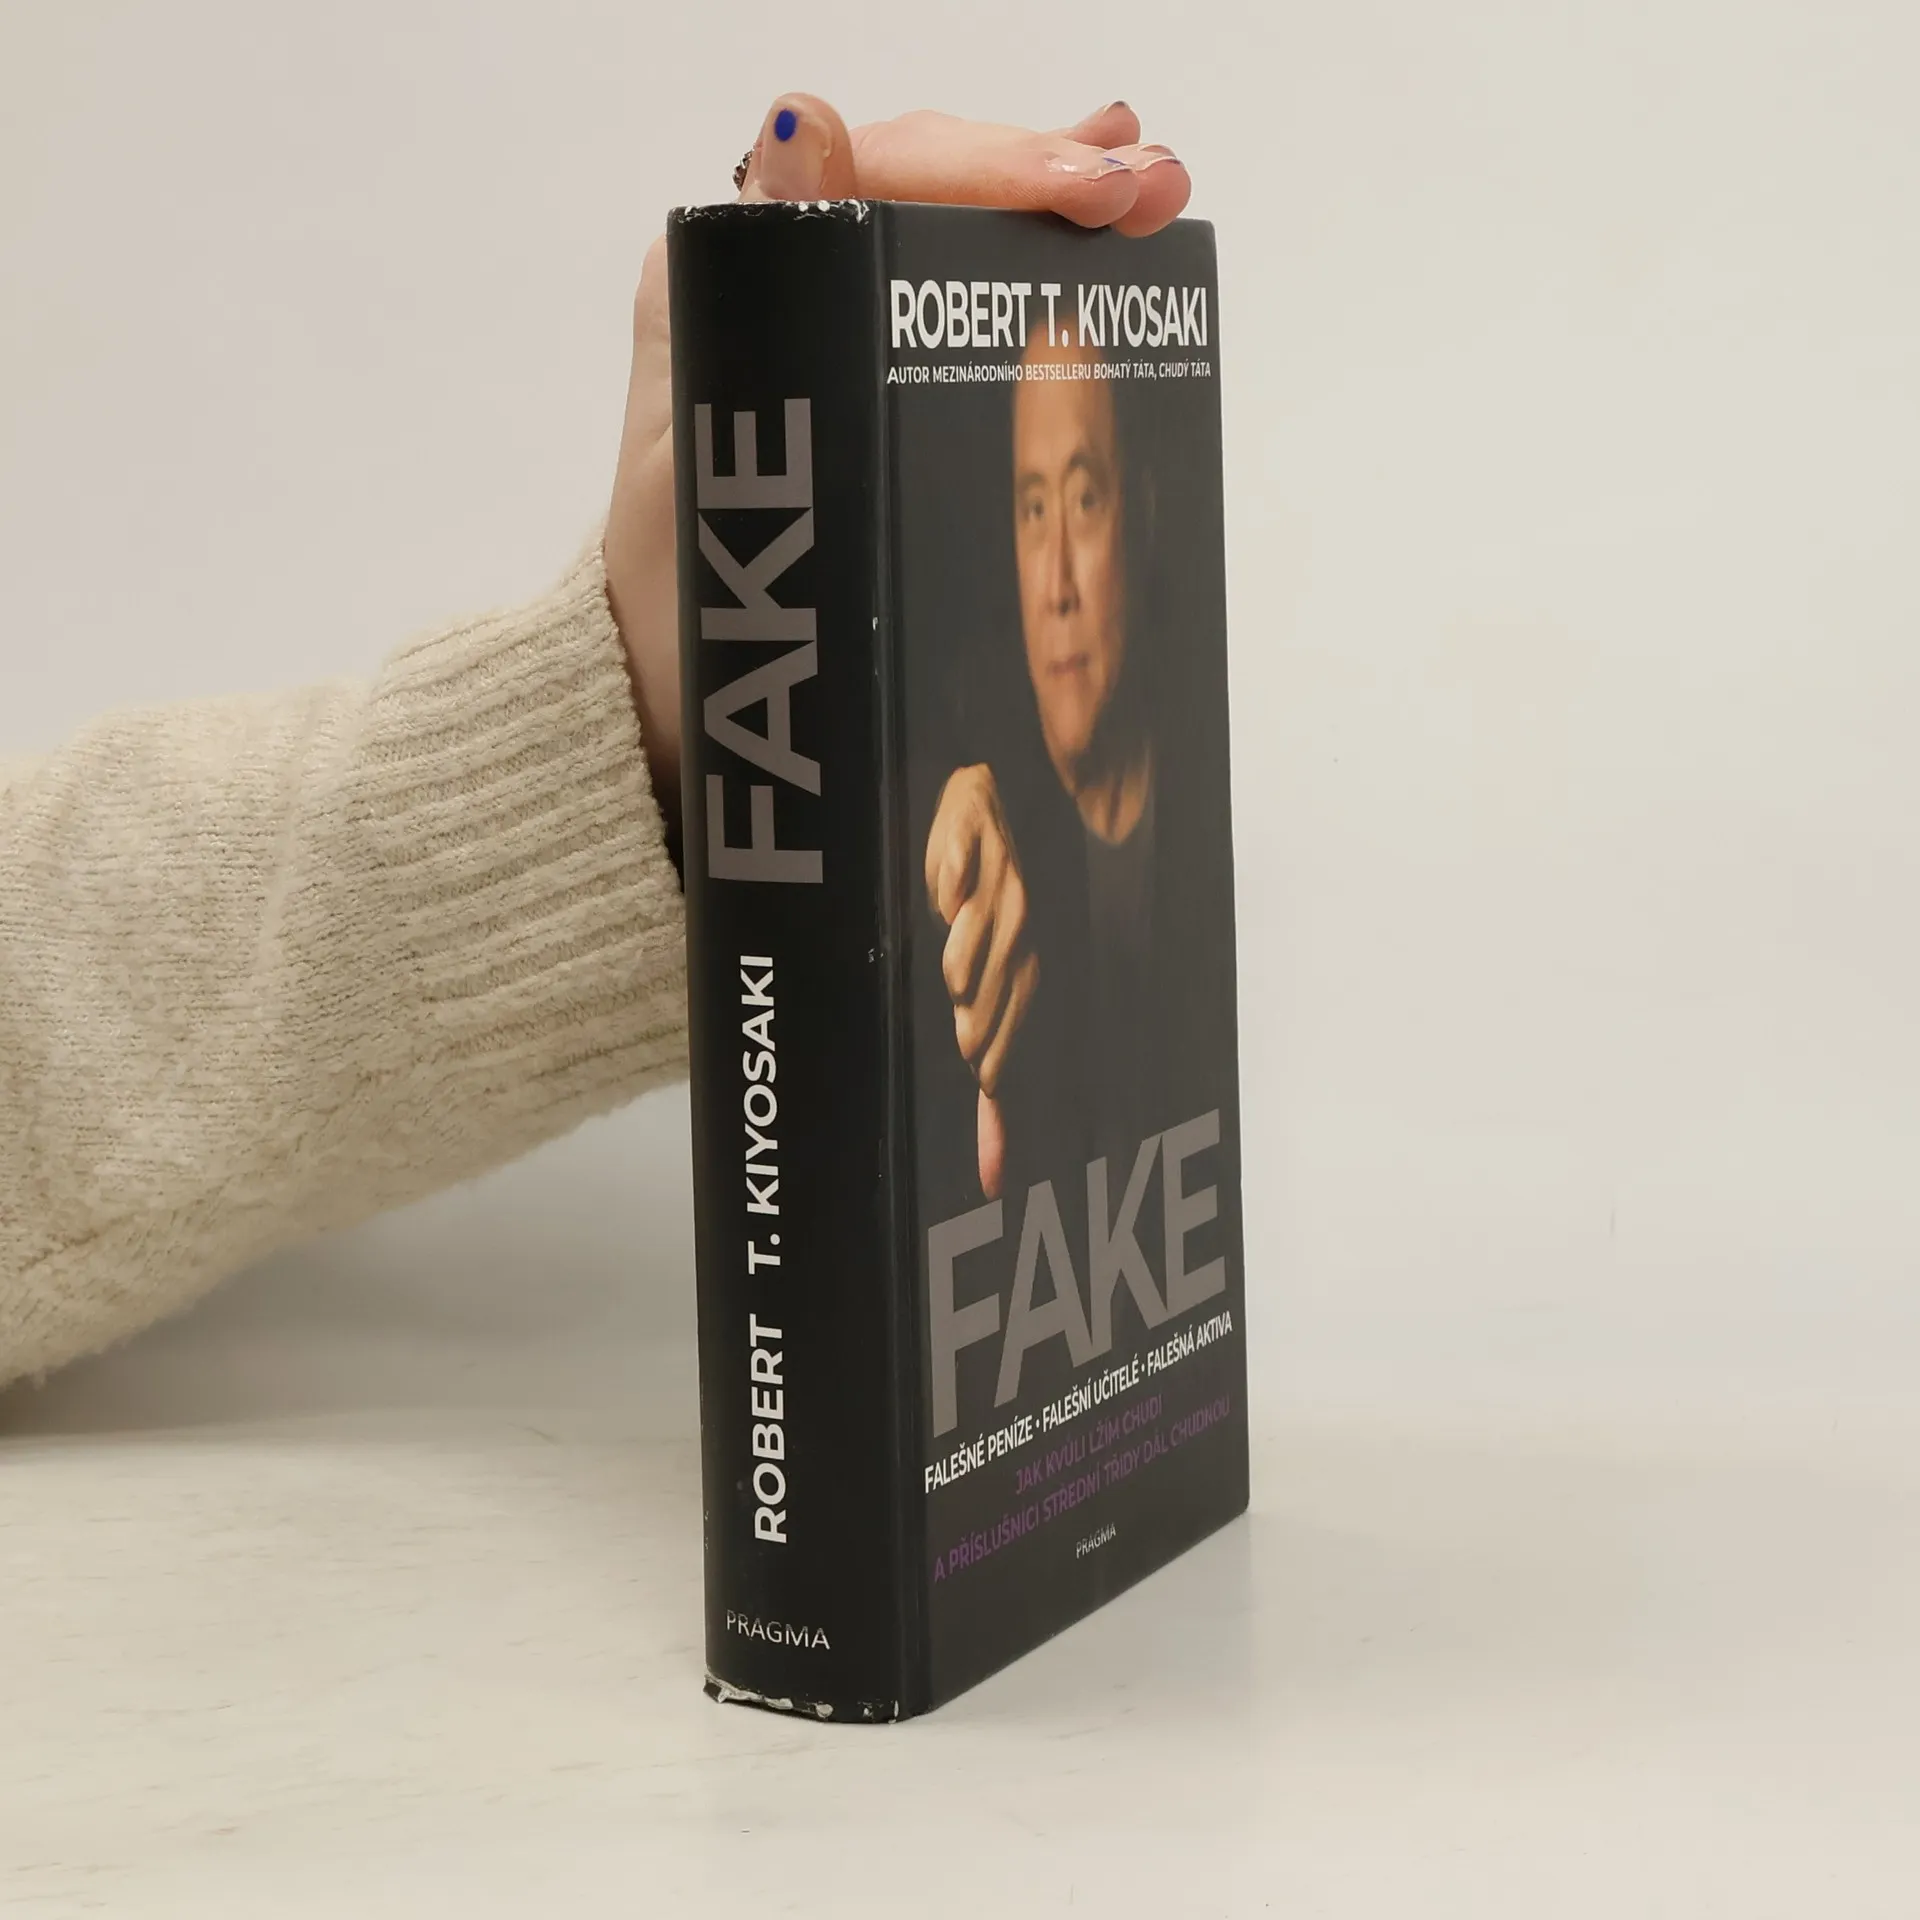 FAKE
ROBERT T. KIYOSAKI
PRAGMA
ROBERT T. KIYOSAKI
AUTOR MEZINÁRODNÍHO BESTSELLERU BOHATÝ TÁTA, CHUDÝ TÁTA
FAKE
FALEŠNÉ PENÍZE • FALEŠNÍ UČITELÉ • FALEŠNÁ AKTIVA
JAK KVŮLI LŽÍM CHUDÍ
A PŘÍSLUŠNÍCI STŘEDNÍ TŘÍDY DÁL CHUDNOU
PRAGMA